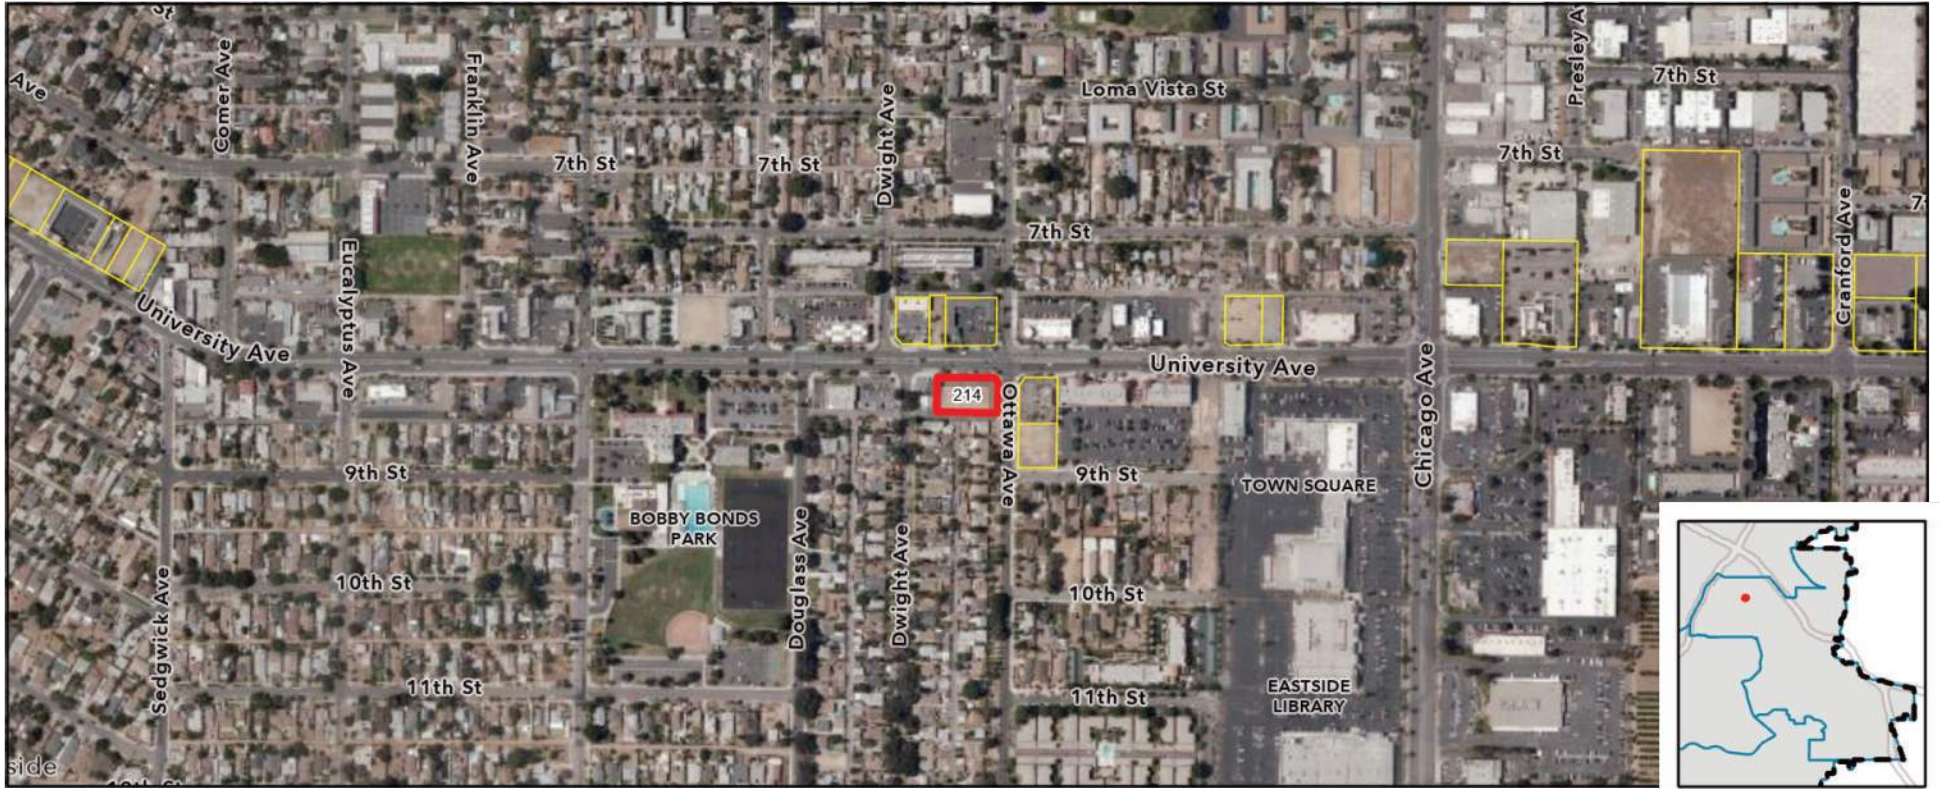 St
Ave
Comer Ave
Franklin Ave
Dwight Ave
Loma Vista St
Presley A
7th St
7th St
7th St
7th St
7th St
7
Cranford Ave
Eucalyptus Ave
University Ave
University Ave
Chicago Ave
214
Ottawa Ave
9th St
9th St
TOWN SQUARE
BOBBY BONDS
PARK
Douglass Ave
Dwight Ave
Sedgwick Ave
10th St
10th St
11th St
11th St
EASTSIDE
LIBRARY
side